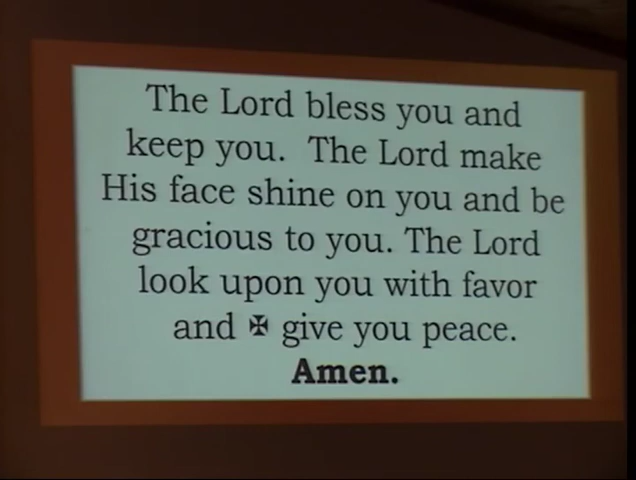 The Lord bless you and
keep you. The Lord make
His face shine on you and be
gracious to you. The Lord
look upon you with favor
and ✠ give you peace.
Amen.